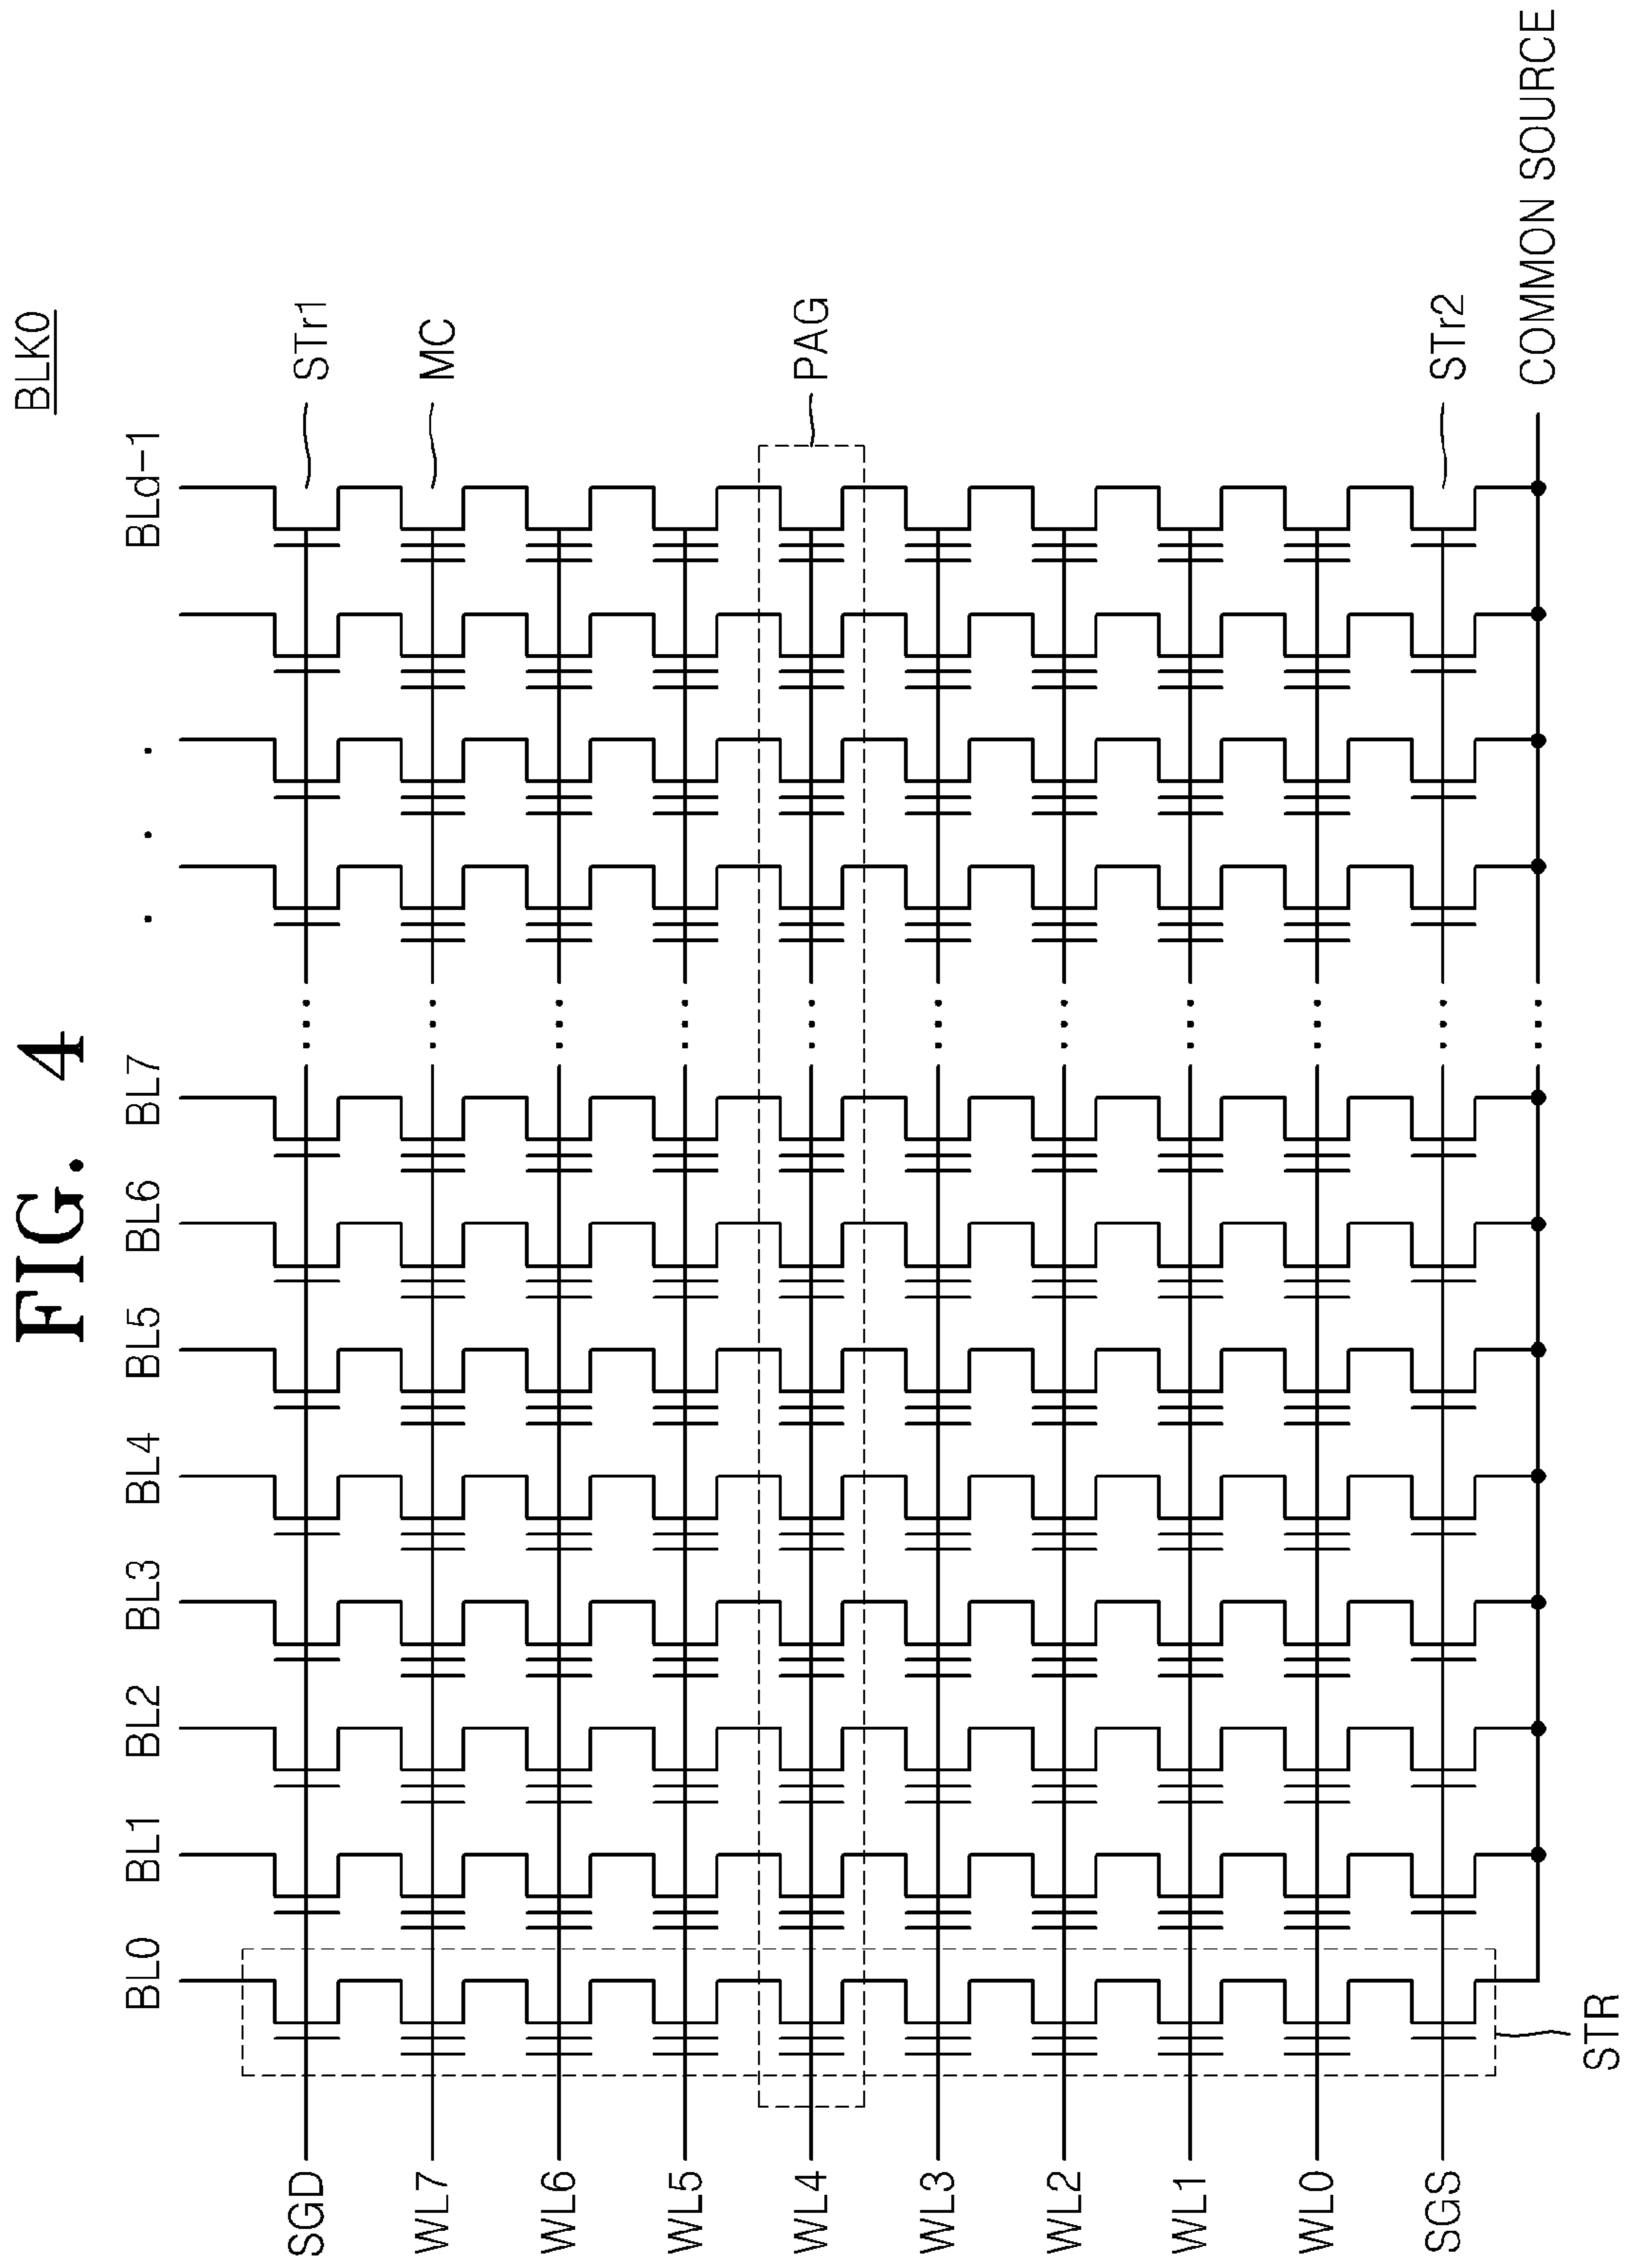 FIG. 4
BLK0
BL0 BL1 BL2 BL3 BL4 BL5 BL6 BL7 . . . BLd-1
SGD ... STr1
WL7 ... MC
WL6 ...
WL5 ...
WL4 ... PAG
WL3 ...
WL2 ...
WL1 ...
WL0 ...
SGS ... STr2
... COMMON SOURCE
STR